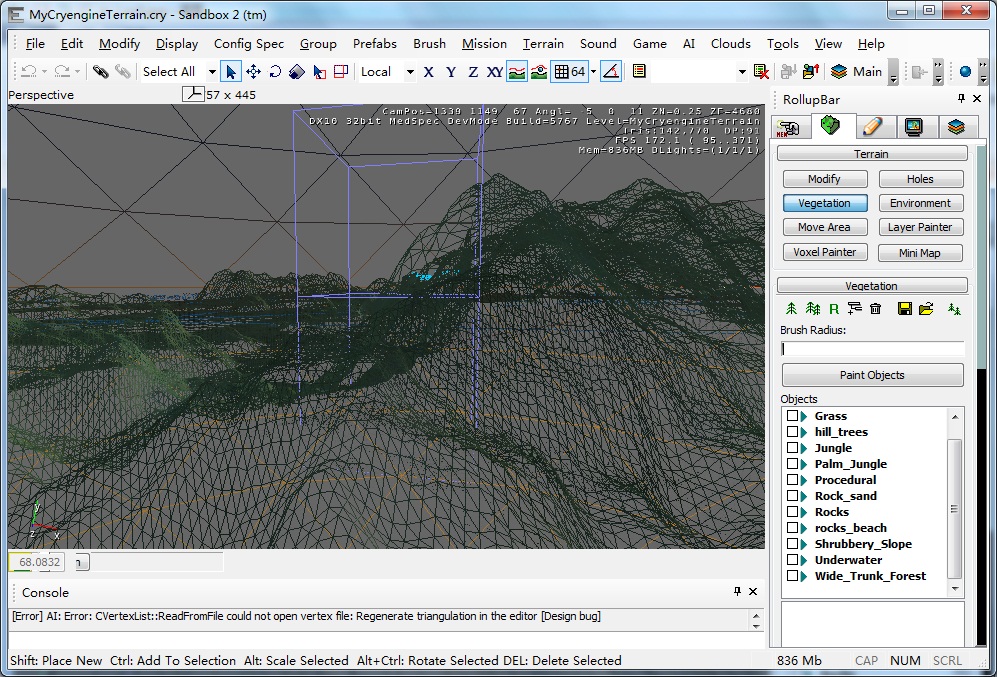 MyCryengineTerrain.cry - Sandbox 2 (tm)
File Edit Modify Display Config Spec Group Prefabs Brush Mission Terrain Sound Game AI Clouds Tools View Help
Select All Local X Y Z XY 64 Main
Perspective 57 x 445
RollupBar
CamPos=1339 1149 67 Angl= 5 0 11 ZN=0.25 ZF=4680
DX10 32bit MedSpec DevMode Build=5767 Level=MyCryengineTerrain
Tris:142,770 DP:91
FPS 172.1 ( 95..371)
Mem=836MB DLights=(1/1/1)
NEW
Terrain
Modify Holes
Vegetation Environment
Move Area Layer Painter
Voxel Painter Mini Map
Vegetation
R
Brush Radius:
Paint Objects
Objects
Grass
hill_trees
Jungle
Palm_Jungle
Procedural
Rock_sand
Rocks
rocks_beach
Shrubbery_Slope
Underwater
Wide_Trunk_Forest
y
z x
68.0832
Console
[Error] AI: Error: CVertexList::ReadFromFile could not open vertex file: Regenerate triangulation in the editor [Design bug]
Shift: Place New Ctrl: Add To Selection Alt: Scale Selected Alt+Ctrl: Rotate Selected DEL: Delete Selected 836 Mb CAP NUM SCRL